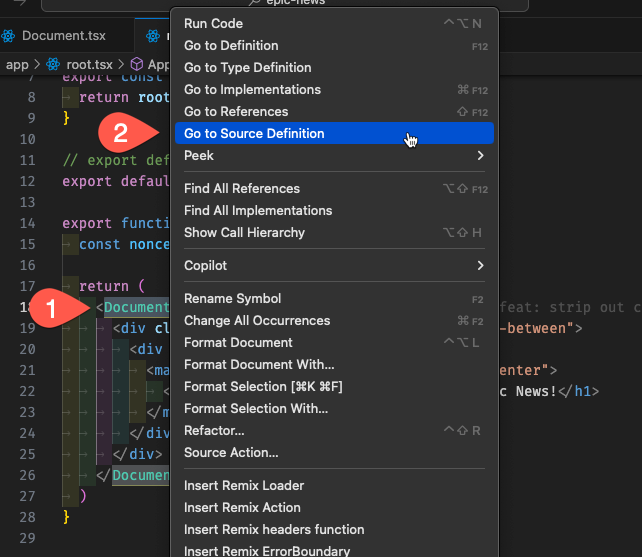 epic-news
Document.tsx
app > root.tsx > App
7 export const
8 return root
9 }
10
11 // export def
12 export defaul
13
14 export functi
15 const nonce
16
17 return (
18 <Document feat: strip out c
19 <div cl -between">
20 <div
21 <ma enter">
22 < c News!</h1>
23 </m
24 </div
25 </div>
26 </Documen
27 )
28 }
29
1
2
Run Code ^⌥N
Go to Definition F12
Go to Type Definition
Go to Implementations ⌘F12
Go to References ⇧F12
Go to Source Definition
Peek >
Find All References ⌥⇧F12
Find All Implementations
Show Call Hierarchy ⌥⇧H
Copilot >
Rename Symbol F2
Change All Occurrences ⌘F2
Format Document ^⌥L
Format Document With...
Format Selection [⌘K ⌘F]
Format Selection With...
Refactor... ^⇧R
Source Action...
Insert Remix Loader
Insert Remix Action
Insert Remix headers function
Insert Remix ErrorBoundary